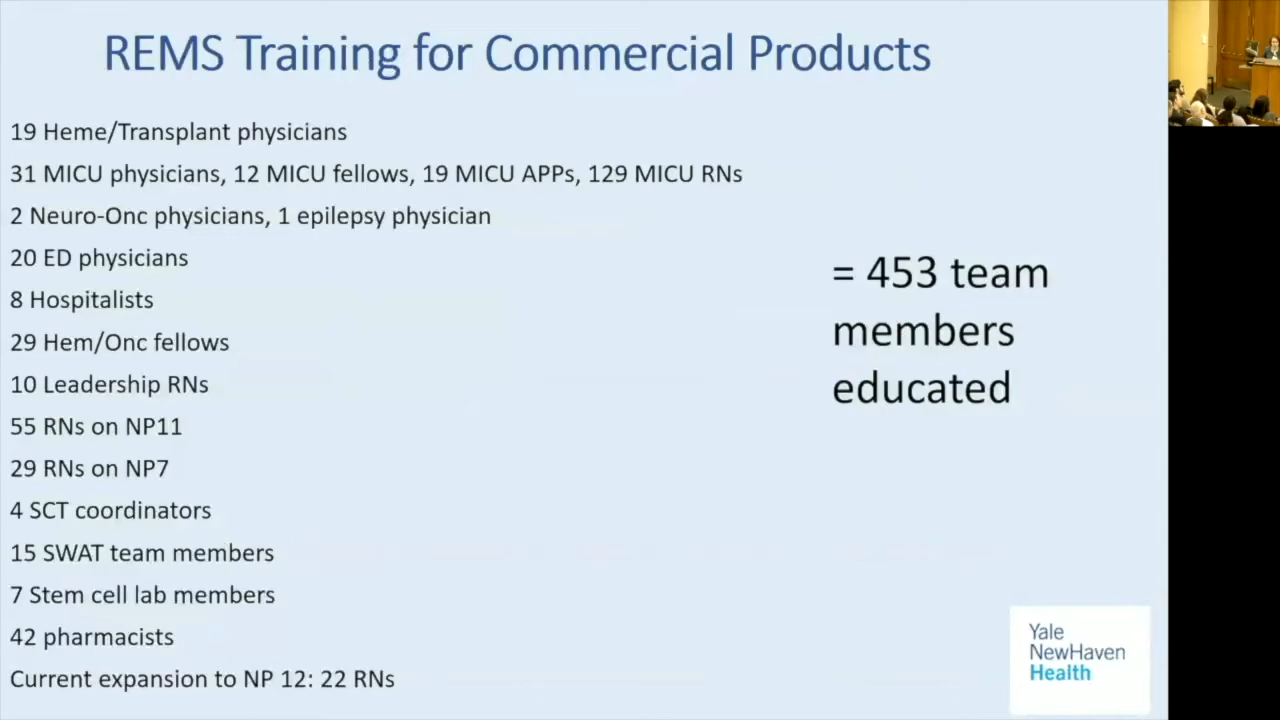 REMS Training for Commercial Products
19 Heme/Transplant physicians
31 MICU physicians, 12 MICU fellows, 19 MICU APPs, 129 MICU RNs
2 Neuro-Onc physicians, 1 epilepsy physician
20 ED physicians
8 Hospitalists
29 Hem/Onc fellows
10 Leadership RNs
55 RNs on NP11
29 RNs on NP7
4 SCT coordinators
15 SWAT team members
7 Stem cell lab members
42 pharmacists
Current expansion to NP 12: 22 RNs
= 453 team
members
educated
Yale
NewHaven
Health